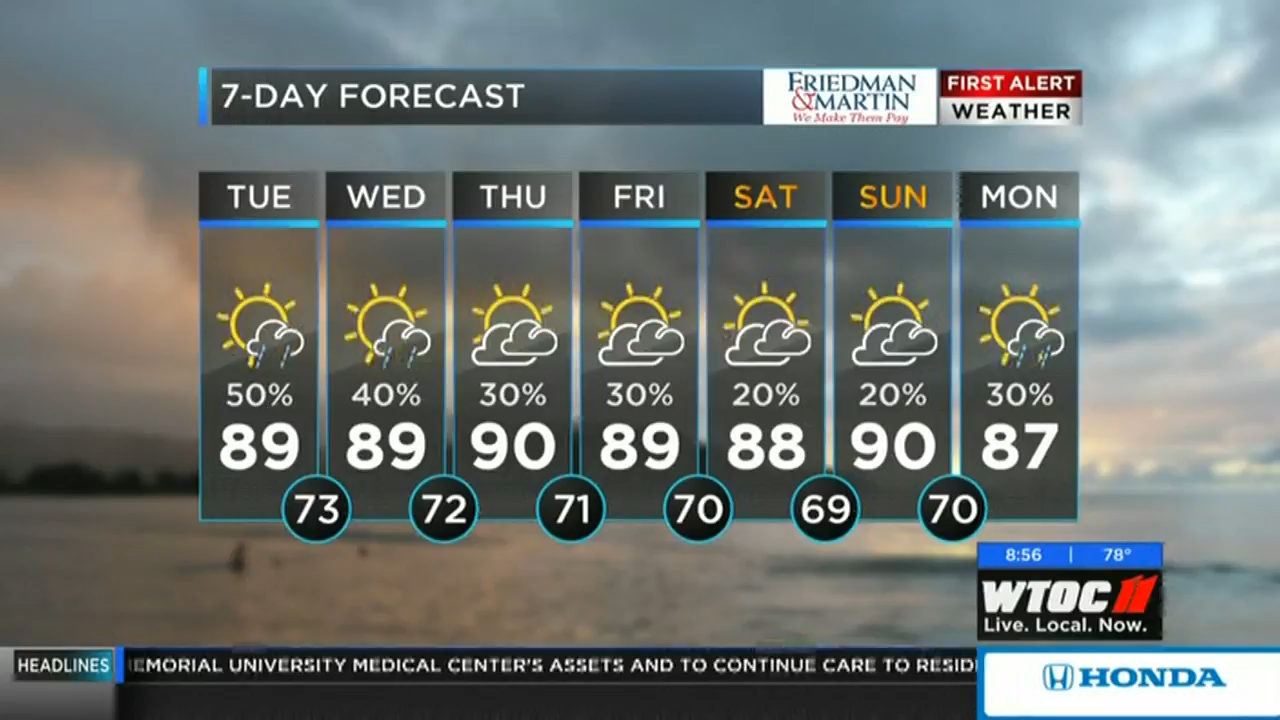 7-DAY FORECAST
FRIEDMAN
&MARTIN
We Make Them Pay
FIRST ALERT
WEATHER
TUE WED THU FRI SAT SUN MON
50% 40% 30% 30% 20% 20% 30%
89 89 90 89 88 90 87
73 72 71 70 69 70
8:56 | 78°
WTOC 11
Live. Local. Now.
HEADLINES
EMORIAL UNIVERSITY MEDICAL CENTER'S ASSETS AND TO CONTINUE CARE TO RESID
HONDA